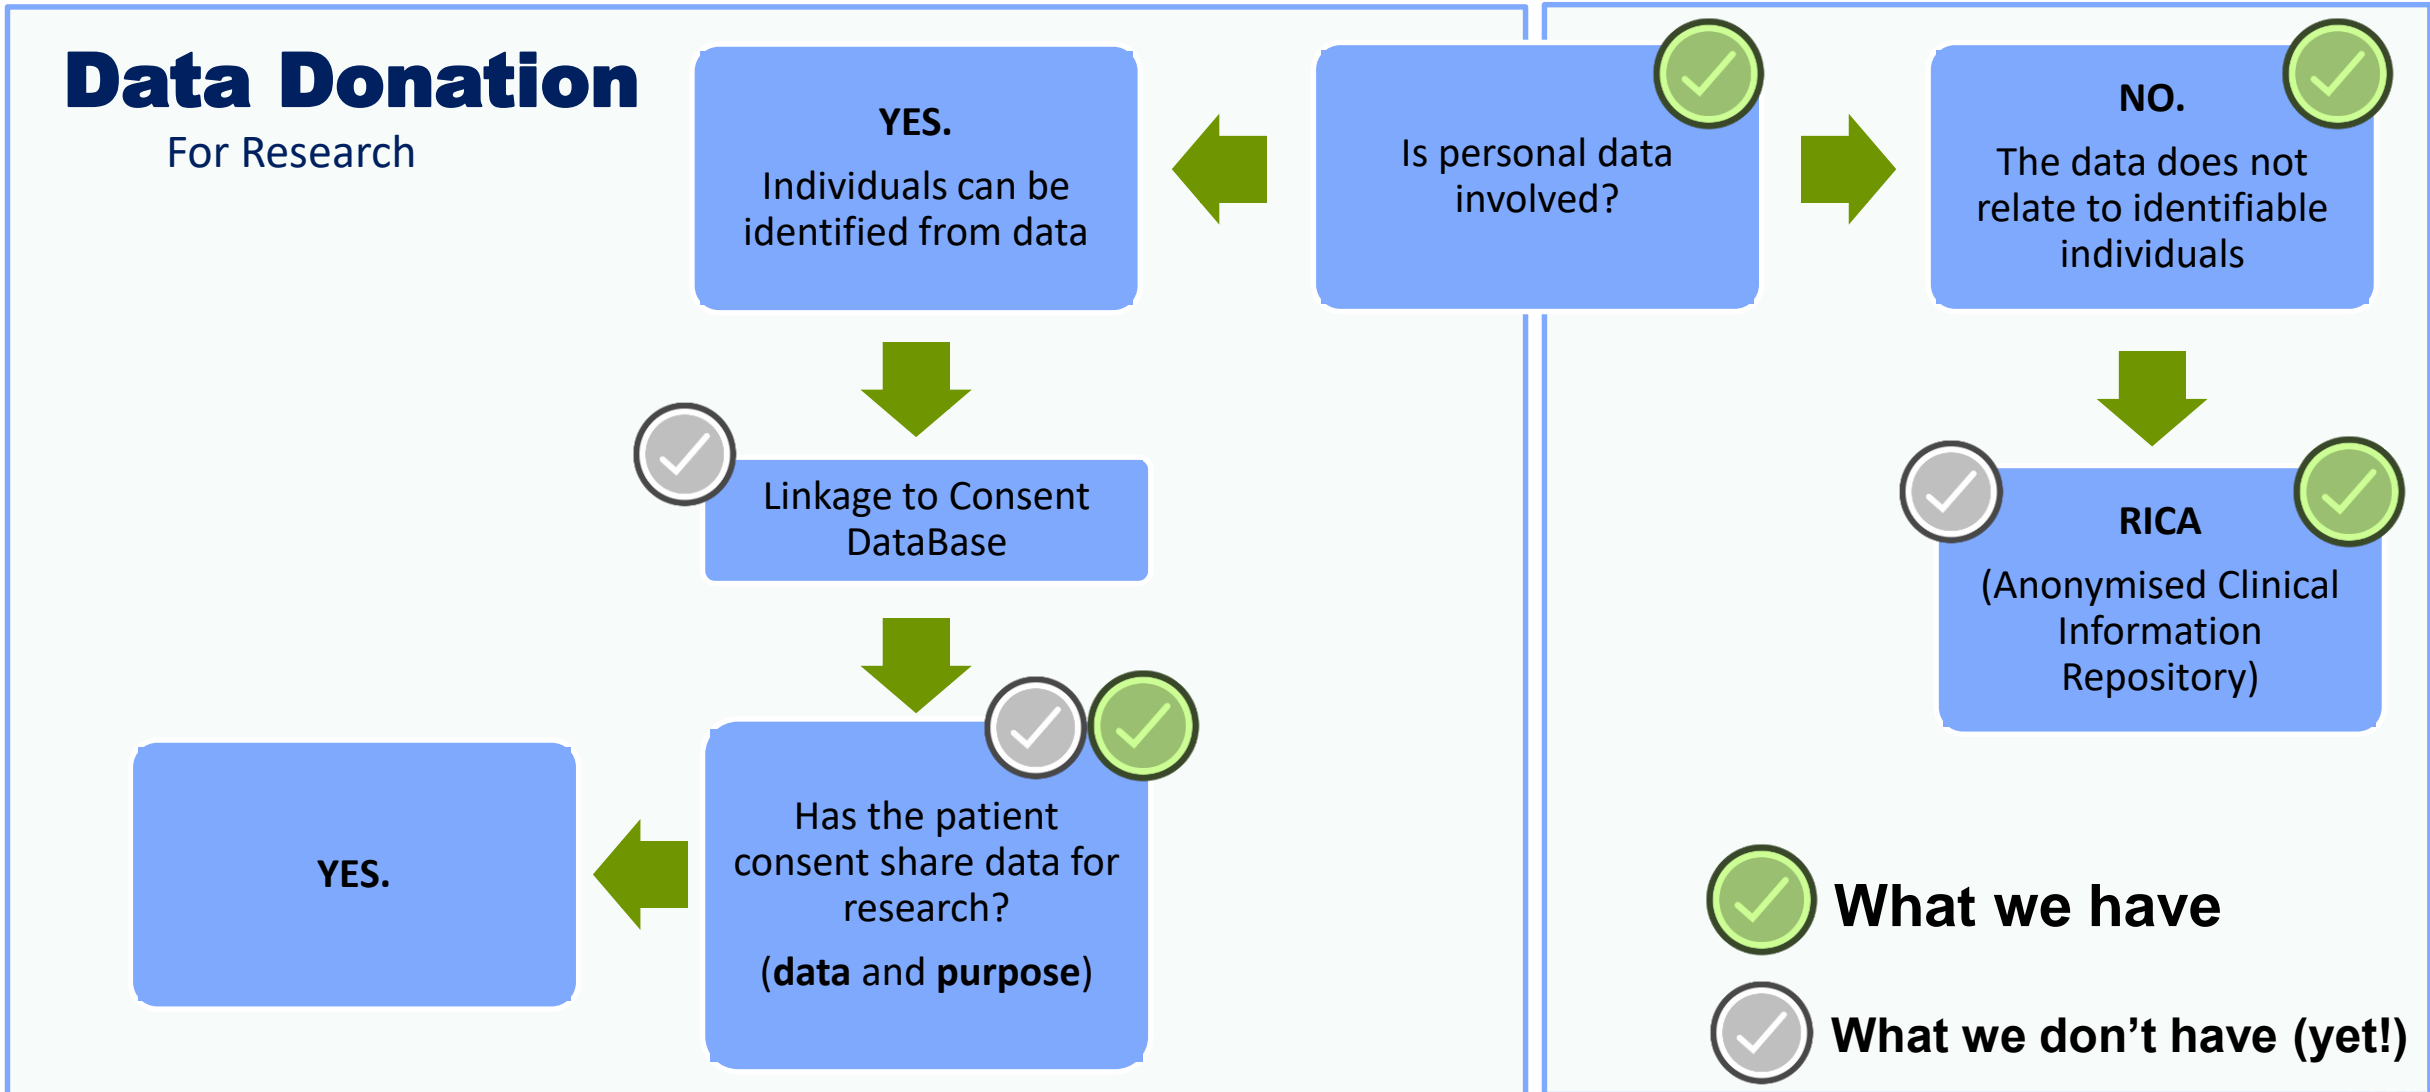 Data Donation
For Research
Is personal data
involved?
YES.
Individuals can be
identified from data
NO.
The data does not
relate to identifiable
individuals
Linkage to Consent
DataBase
RICA
(Anonymised Clinical
Information
Repository)
Has the patient
consent share data for
research?
(data and purpose)
YES.
What we have
What we don’t have (yet!)